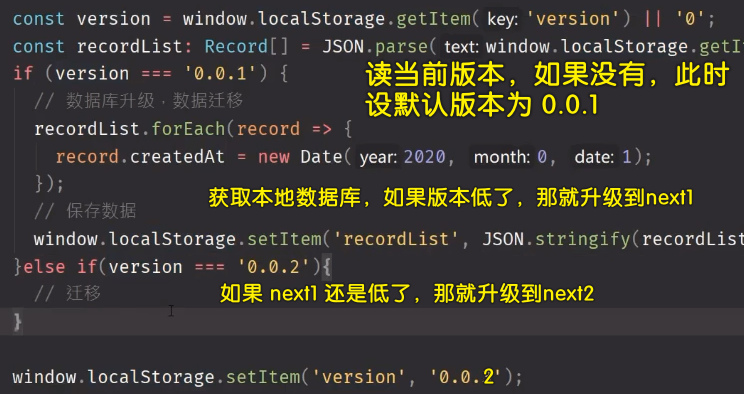 const version = window.localStorage.getItem( key: 'version') || '0';
const recordList: Record[] = JSON.parse( text: window.localStorage.getI
if (version === '0.0.1') {
读当前版本，如果没有，此时
设默认版本为 0.0.1
// 数据库升级，数据迁移
recordList.forEach(record => {
record.createdAt = new Date( year: 2020, month: 0, date: 1);
});
获取本地数据库，如果版本低了，那就升级到next1
// 保存数据
window.localStorage.setItem('recordList', JSON.stringify(recordList
}else if(version === '0.0.2'){
// 迁移
如果 next1 还是低了，那就升级到next2
}
window.localStorage.setItem('version', '0.0.2');